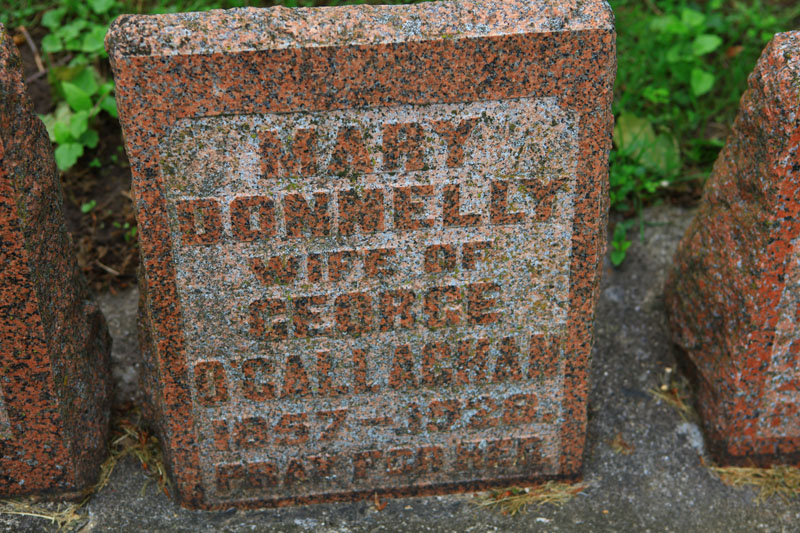 MARY
DONNELLY
WIFE OF
GEORGE
O'CALLAGHAN
1857-1929.
PRAY FOR HER